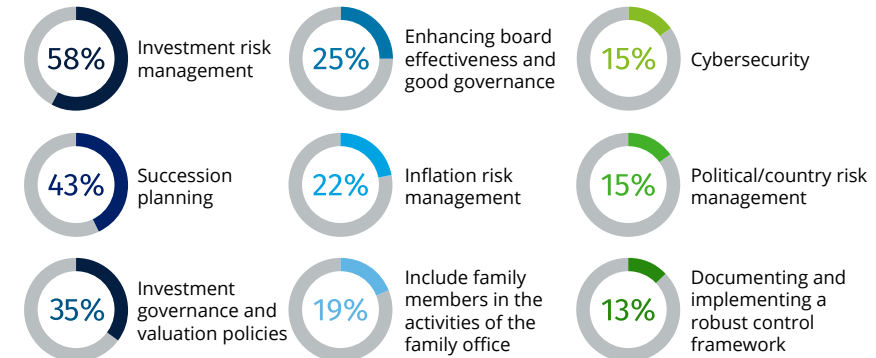 58%
Investment risk
management
25%
Enhancing board
effectiveness and
good governance
15%
Cybersecurity
43%
Succession
planning
22%
Inflation risk
management
15%
Political/country risk
management
35%
Investment
governance and
valuation policies
19%
Include family
members in the
activities of the
family office
13%
Documenting and
implementing a
robust control
framework